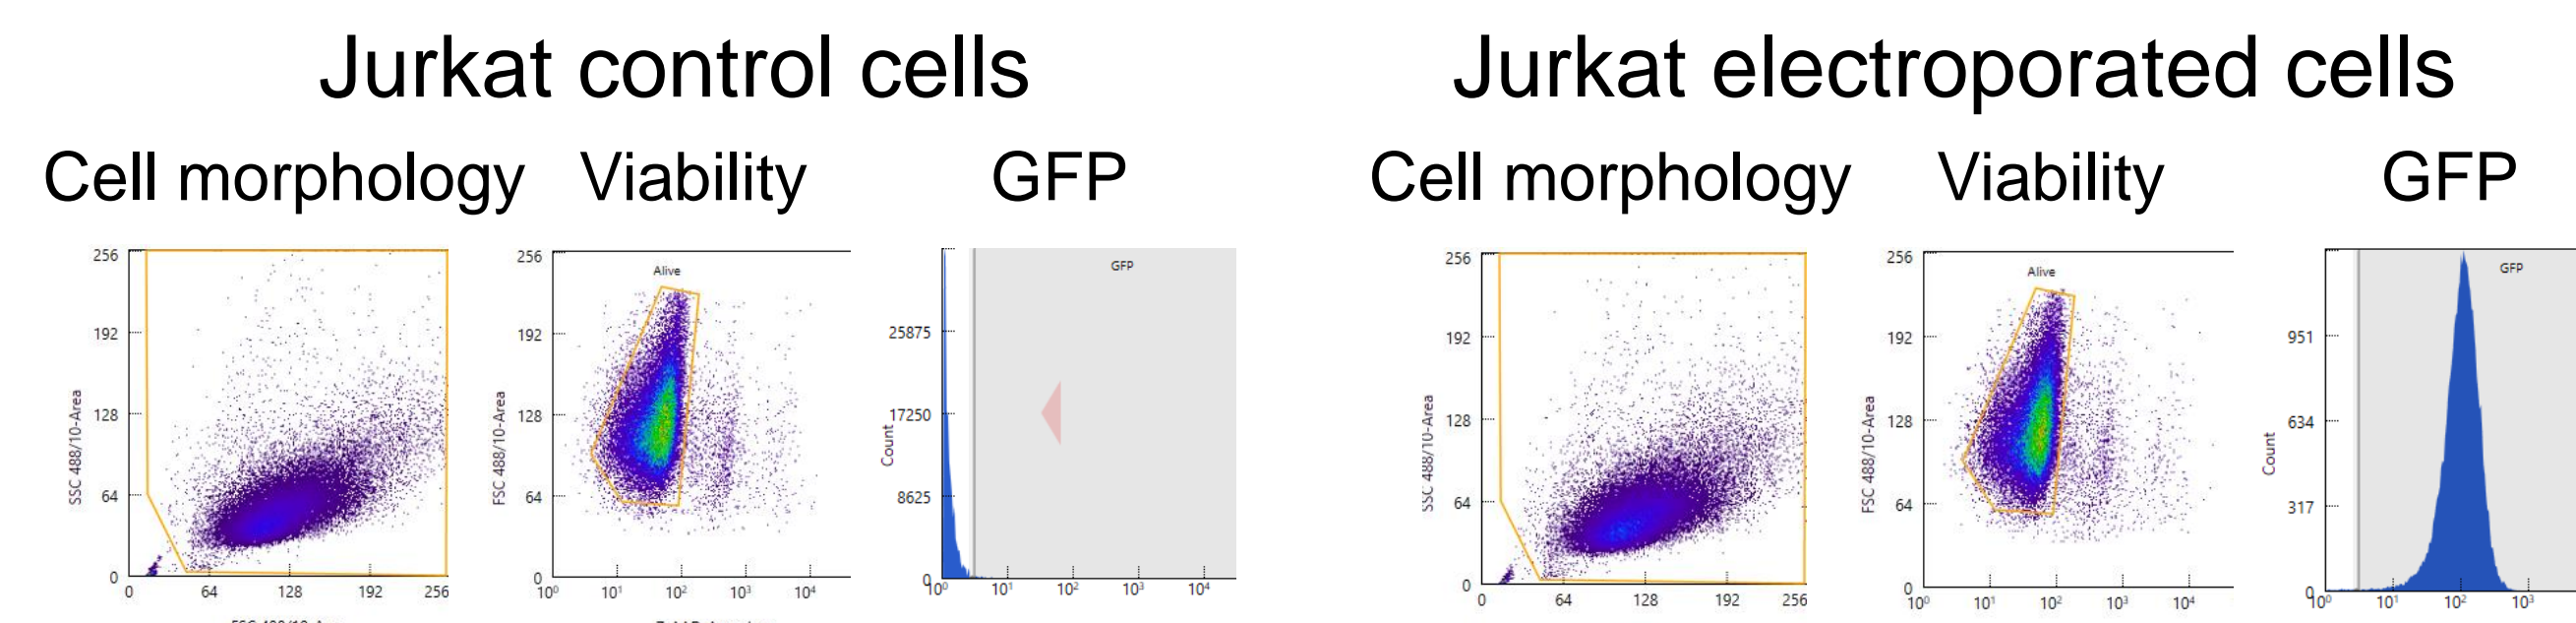 Jurkat control cells
Jurkat electroporated cells
Cell morphology
Viability
GFP
Cell morphology
Viability
GFP
SSC 488/10-Area
256
192
128
64
0
0 64 128 192 256
FSC 488/10-Area
256
192
128
64
0
Alive
10⁰ 10¹ 10² 10³ 10⁴
Count
25875
17250
8625
0
GFP
10⁰ 10¹ 10² 10³ 10⁴
SSC 488/10-Area
256
192
128
64
0
0 64 128 192 256
FSC 488/10-Area
256
192
128
64
0
Alive
10⁰ 10¹ 10² 10³ 10⁴
Count
951
634
317
0
GFP
10⁰ 10¹ 10² 10³